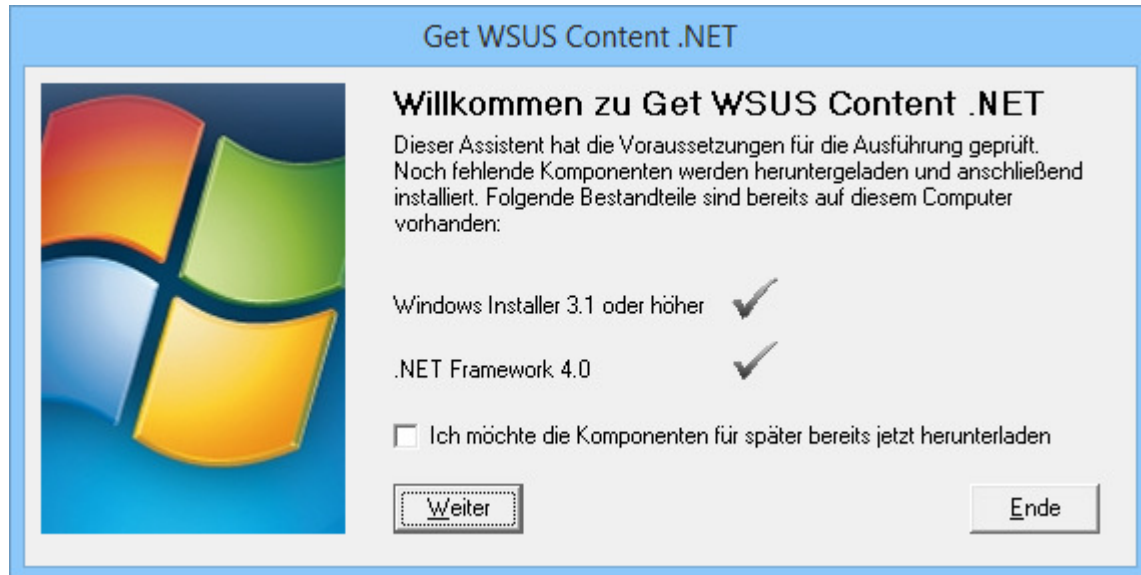 Get WSUS Content .NET
Willkommen zu Get WSUS Content .NET
Dieser Assistent hat die Voraussetzungen für die Ausführung geprüft.
Noch fehlende Komponenten werden heruntergeladen und anschließend
installiert. Folgende Bestandteile sind bereits auf diesem Computer
vorhanden:
Windows Installer 3.1 oder höher
.NET Framework 4.0
Ich möchte die Komponenten für später bereits jetzt herunterladen
Weiter
Ende